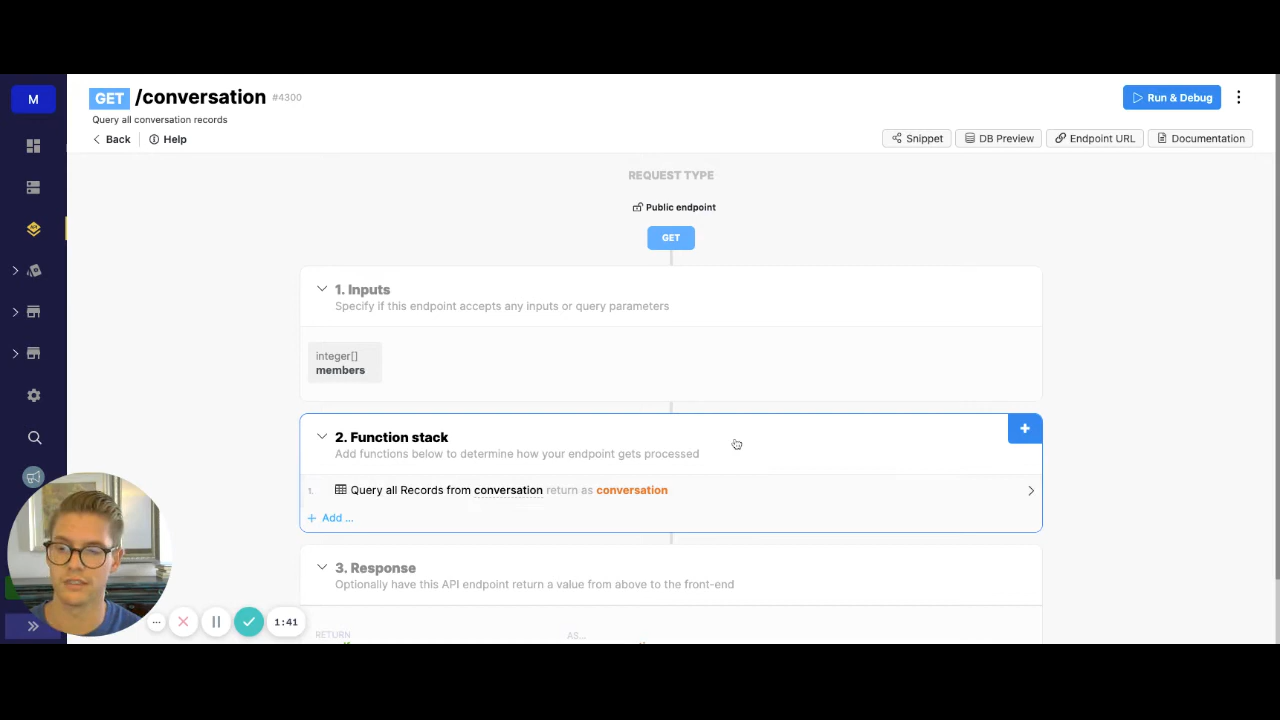 M
GET /conversation #4300
Run & Debug
Query all conversation records
Back
Help
Snippet
DB Preview
Endpoint URL
Documentation
REQUEST TYPE
Public endpoint
GET
1. Inputs
Specify if this endpoint accepts any inputs or query parameters
integer[]
members
2. Function stack
Add functions below to determine how your endpoint gets processed
1. Query all Records from conversation return as conversation
+ Add ...
3. Response
Optionally have this API endpoint return a value from above to the front-end
RETURN AS...
1:41